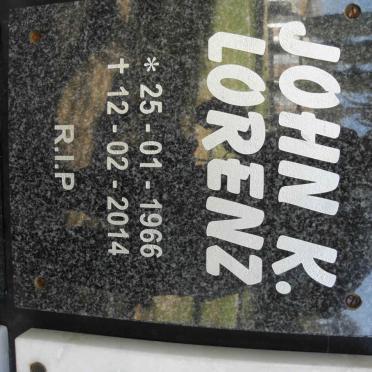 JOHN K.
LORENZ
* 25 - 01 - 1966
† 12 - 02 - 2014
R.I.P